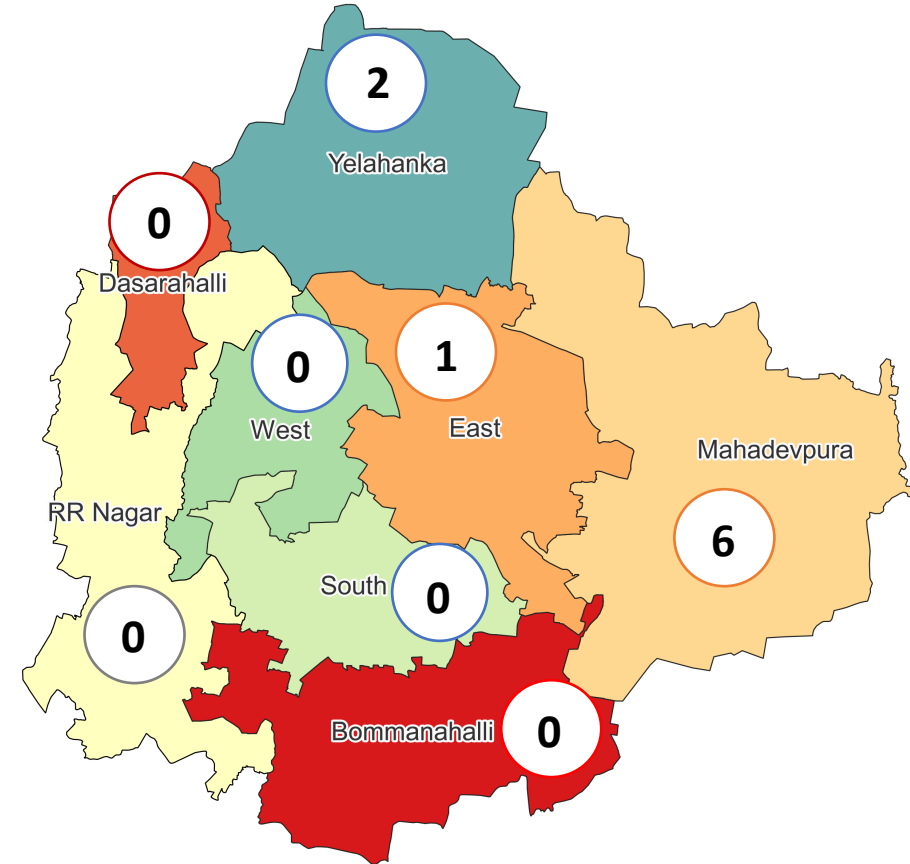 2
Yelahanka
0
Dasarahalli
0
1
West
East
Mahadevpura
RR Nagar
6
South
0
0
Bommanahalli
0